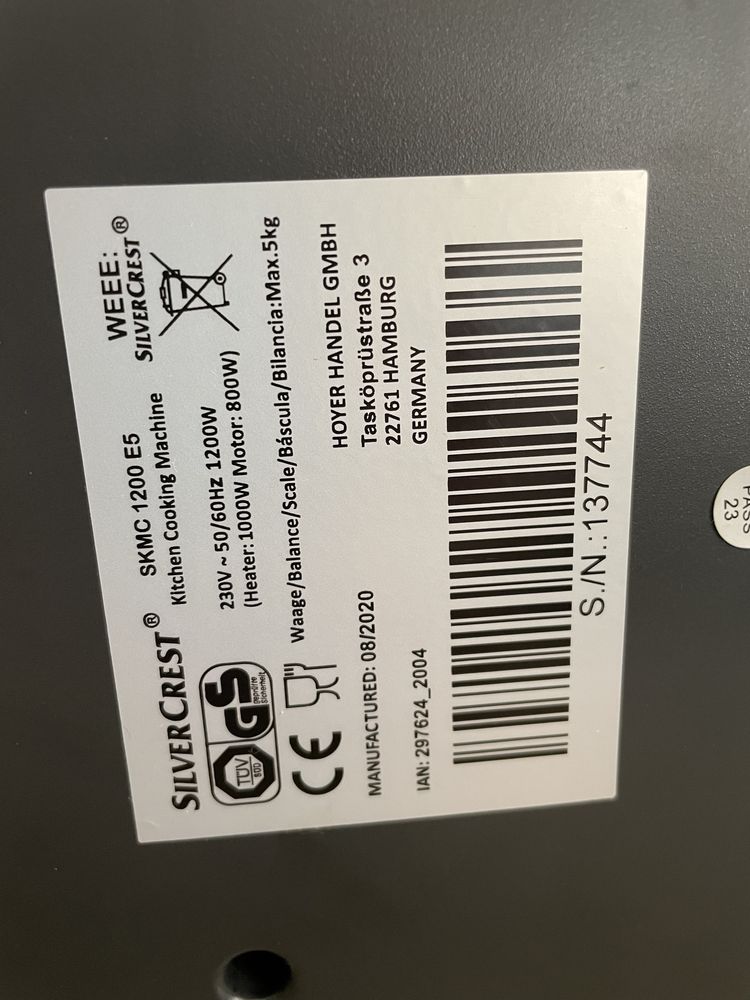 SILVERCREST® SKMC 1200 E5
Kitchen Cooking Machine
WEEE:
SILVERCREST®
230V ~ 50/60Hz 1200W
(Heater: 1000W Motor: 800W)
TÜV
SÜD
GS
geprüfte
Sicherheit
CE
Waage/Balance/Scale/Báscula/Bilancia:Max.5kg
HOYER HANDEL GMBH
Tasköprüstraße 3
22761 HAMBURG
GERMANY
MANUFACTURED: 08/2020
IAN: 297624_2004
S./N.:137744
PASS
23